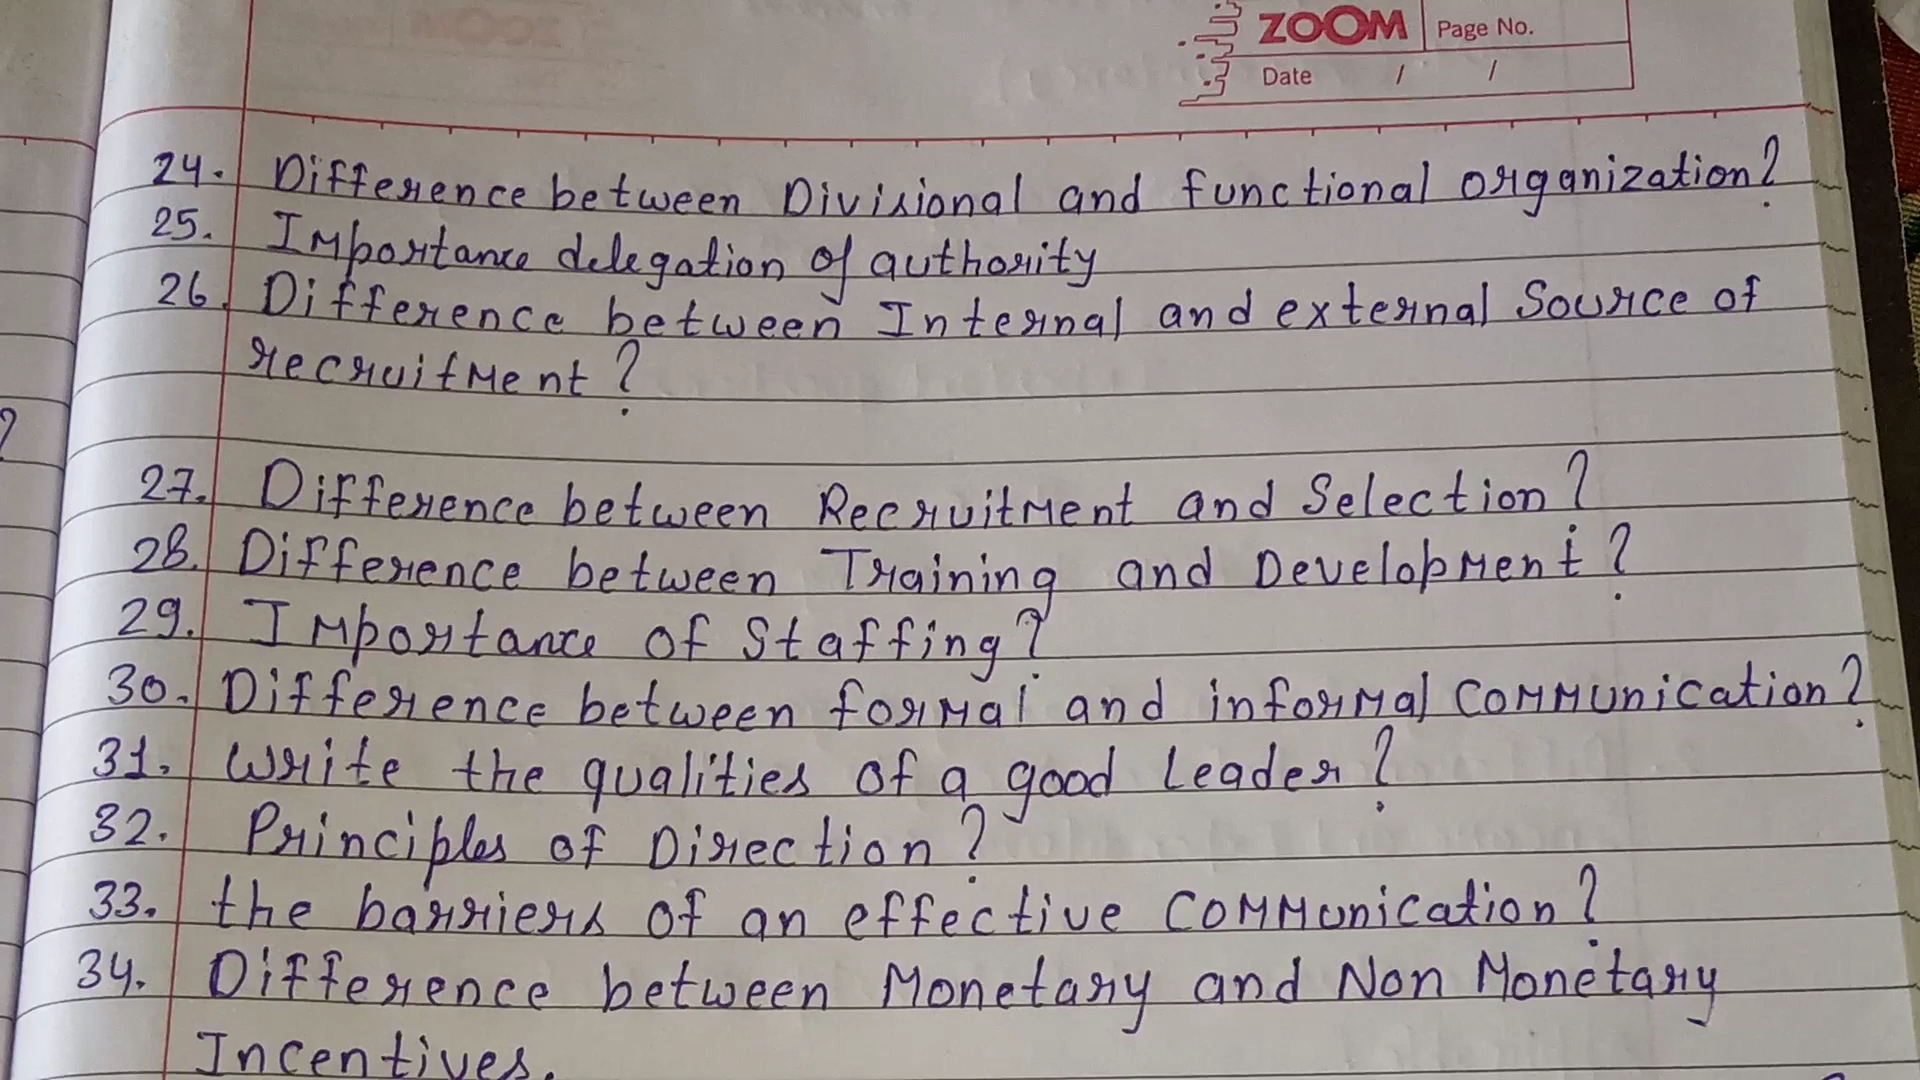 ZOOM Page No.
Date / /
24. Difference between Divisional and functional organization?
25. Importance delegation of authority
26. Difference between Internal and external Source of
recruitment?
27. Difference between Recruitment and Selection?
28. Difference between Training and Development?
29. Importance of Staffing?
30. Difference between formal and informal communication?
31. Write the qualities of a good leader?
32. Principles of Direction?
33. the barriers of an effective communication?
34. Difference between Monetary and Non Monetary
Incentives.